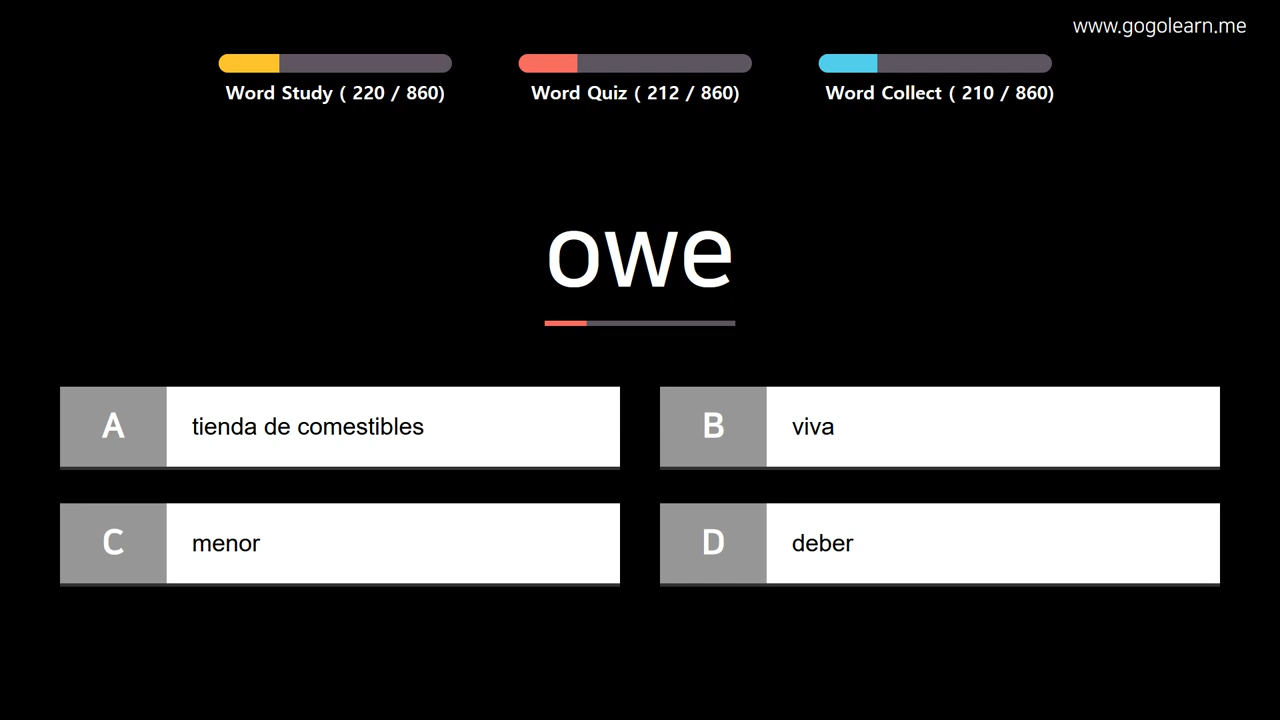 www.gogolearn.me
Word Study ( 220 / 860)
Word Quiz ( 212 / 860)
Word Collect ( 210 / 860)
owe
A tienda de comestibles
B viva
C menor
D deber